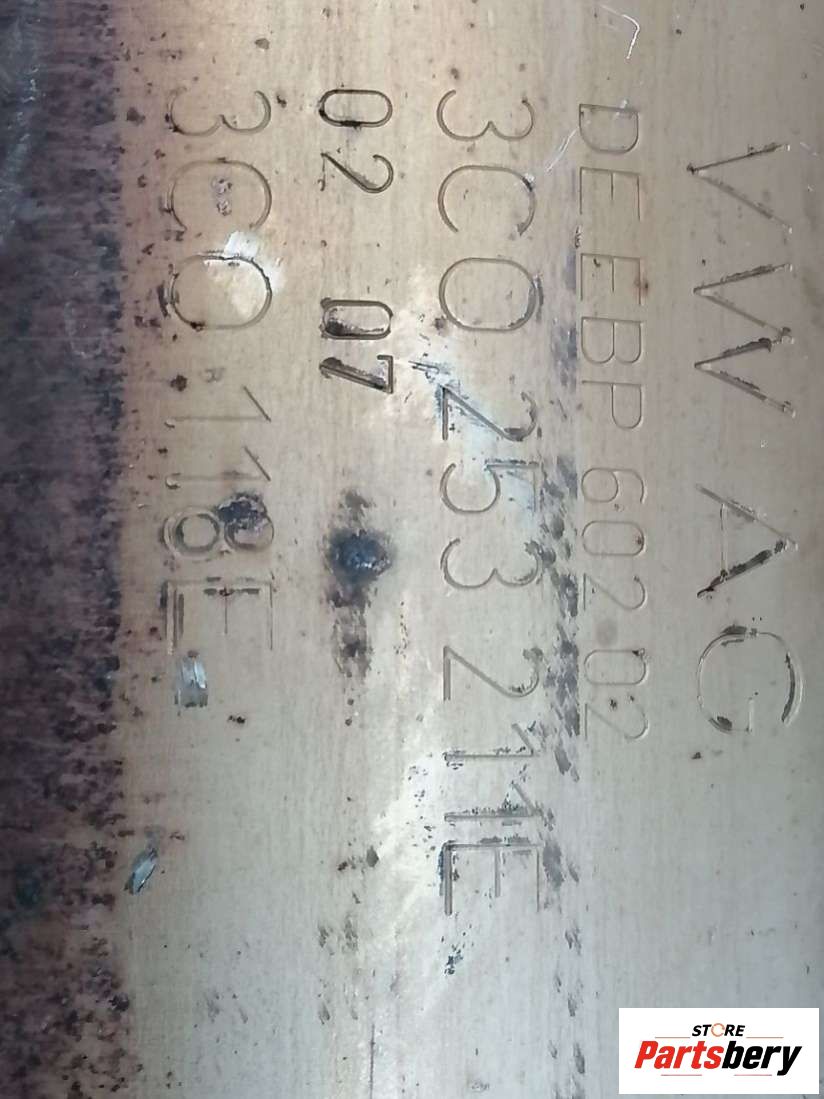 VW AG
DEEBP 602.02
3C0 253 211E
02 07
3C0.118E
STORE
Partsbery